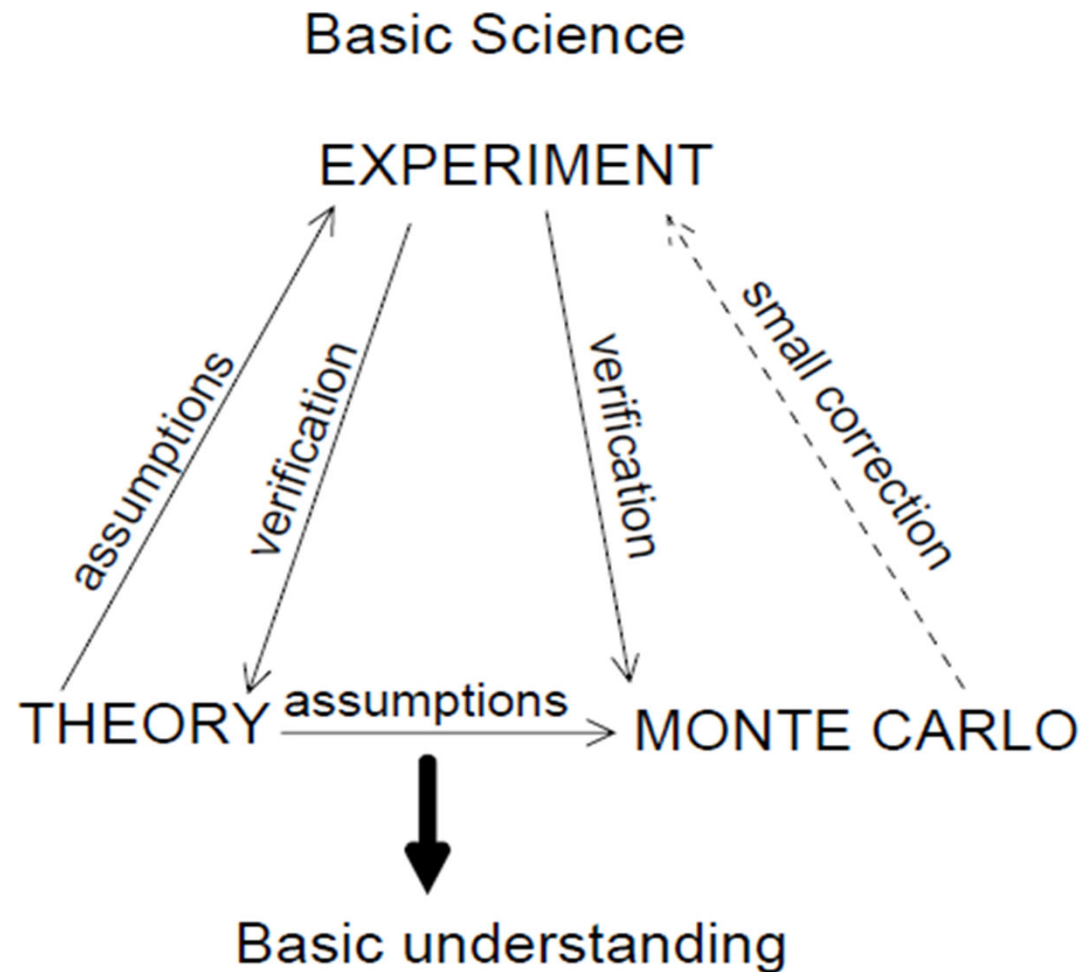 Basic Science
EXPERIMENT
assumptions
verification
verification
small correction
THEORY
assumptions
MONTE CARLO
Basic understanding